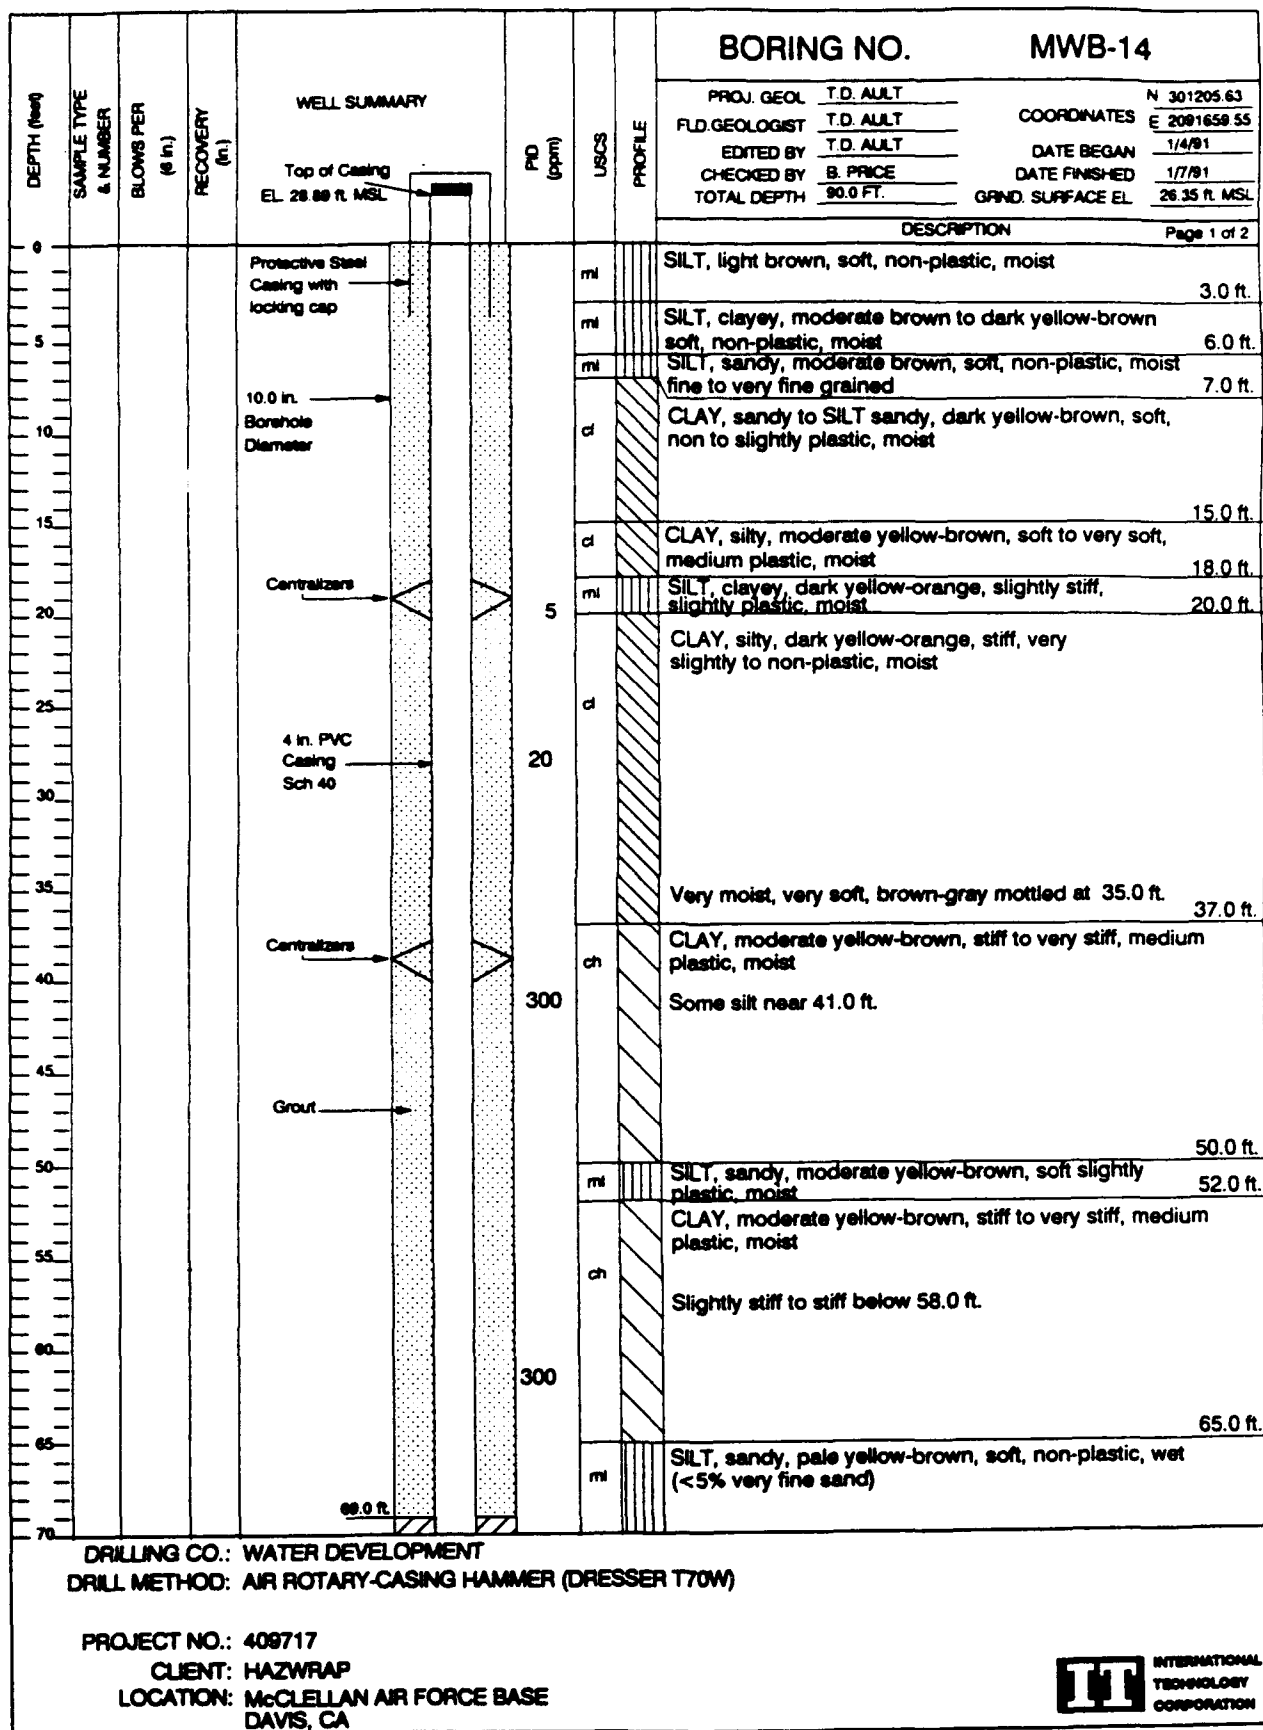 BORING NO. MWB-14
DEPTH (feet)
SAMPLE TYPE
& NUMBER
BLOWS PER
(6 in.)
RECOVERY
(in.)
WELL SUMMARY
PID
(ppm)
USCS
PROFILE
PROJ. GEOL T.D. AULT
FLD.GEOLOGIST T.D. AULT
EDITED BY T.D. AULT
CHECKED BY B. PRICE
TOTAL DEPTH 90.0 FT.
COORDINATES N 301205.63
E 2091659.55
DATE BEGAN 1/4/91
DATE FINISHED 1/7/91
GRND. SURFACE EL 26.35 ft. MSL
Top of Casing
EL. 28.89 ft. MSL
DESCRIPTION Page 1 of 2
0
5
10
15
20
25
30
35
40
45
50
55
60
65
70
Protective Steel
Casing with
locking cap
10.0 in.
Borehole
Diameter
Centralizers
4 in. PVC
Casing
Sch 40
Centralizers
Grout
69.0 ft.
5
20
300
300
ml
SILT, light brown, soft, non-plastic, moist
3.0 ft.
ml
SILT, clayey, moderate brown to dark yellow-brown
soft, non-plastic, moist 6.0 ft.
ml
SILT, sandy, moderate brown, soft, non-plastic, moist
fine to very fine grained 7.0 ft.
cl
CLAY, sandy to SILT sandy, dark yellow-brown, soft,
non to slightly plastic, moist
15.0 ft.
cl
CLAY, silty, moderate yellow-brown, soft to very soft,
medium plastic, moist 18.0 ft.
ml
SILT, clayey, dark yellow-orange, slightly stiff,
slightly plastic, moist 20.0 ft.
cl
CLAY, silty, dark yellow-orange, stiff, very
slightly to non-plastic, moist
Very moist, very soft, brown-gray mottled at 35.0 ft.
37.0 ft.
ch
CLAY, moderate yellow-brown, stiff to very stiff, medium
plastic, moist
Some silt near 41.0 ft.
50.0 ft.
ml
SILT, sandy, moderate yellow-brown, soft slightly
plastic, moist 52.0 ft.
ch
CLAY, moderate yellow-brown, stiff to very stiff, medium
plastic, moist
Slightly stiff to stiff below 58.0 ft.
65.0 ft.
ml
SILT, sandy, pale yellow-brown, soft, non-plastic, wet
(<5% very fine sand)
DRILLING CO.: WATER DEVELOPMENT
DRILL METHOD: AIR ROTARY-CASING HAMMER (DRESSER T70W)
PROJECT NO.: 409717
CLIENT: HAZWRAP
LOCATION: McCLELLAN AIR FORCE BASE
DAVIS, CA
IT
INTERNATIONAL
TECHNOLOGY
CORPORATION